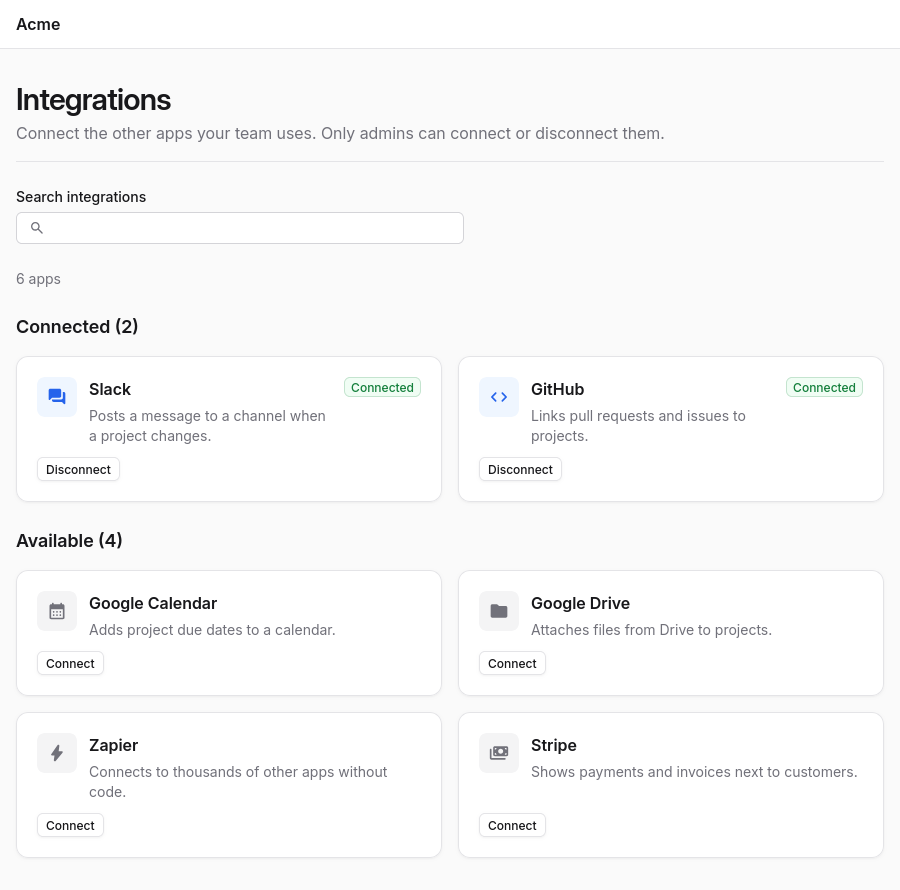 Acme
Integrations
Connect the other apps your team uses. Only admins can connect or disconnect them.
Search integrations
6 apps
Connected (2)
Slack
Connected
Posts a message to a channel when
a project changes.
Disconnect
GitHub
Connected
Links pull requests and issues to
projects.
Disconnect
Available (4)
Google Calendar
Adds project due dates to a calendar.
Connect
Google Drive
Attaches files from Drive to projects.
Connect
Zapier
Connects to thousands of other apps without
code.
Connect
Stripe
Shows payments and invoices next to customers.
Connect